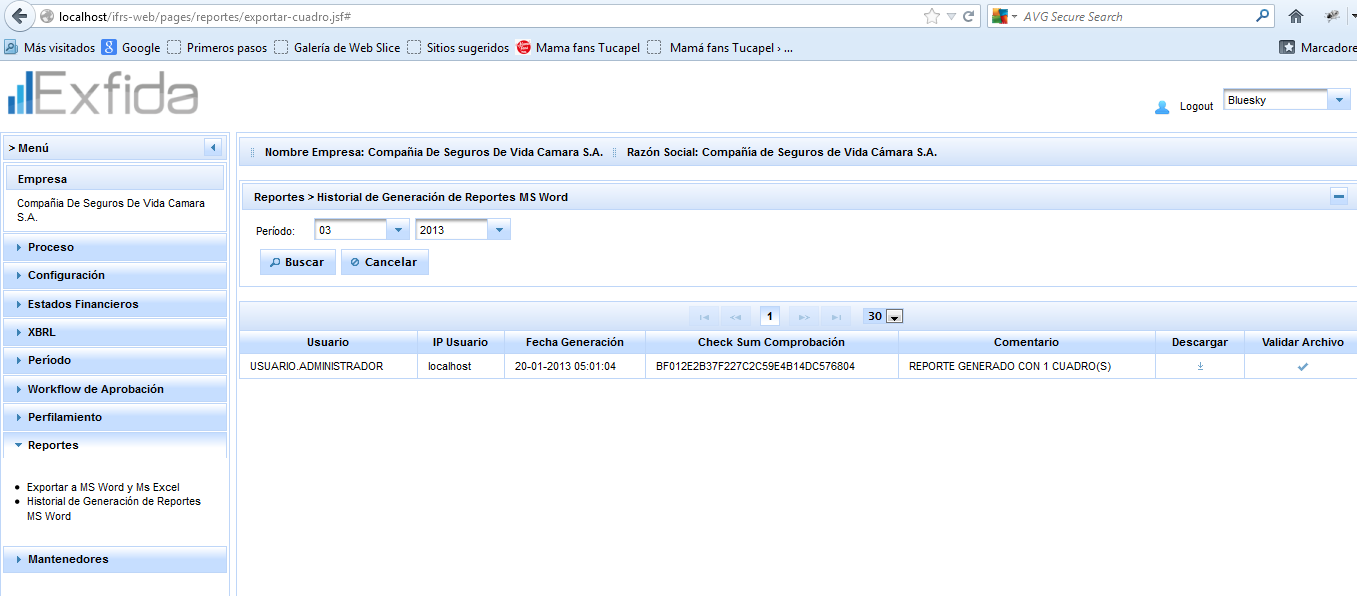 localhost/ifrs-web/pages/reportes/exportar-cuadro.jsf#
AVG Secure Search
Más visitados
Google
Primeros pasos
Galería de Web Slice
Sitios sugeridos
Mama fans Tucapel
Mamá fans Tucapel › ...
Marcadore
Exfida
Logout
Bluesky
> Menú
Empresa
Compañia De Seguros De Vida Camara
S.A.
Proceso
Configuración
Estados Financieros
XBRL
Período
Workflow de Aprobación
Perfilamiento
Reportes
Exportar a MS Word y Ms Excel
Historial de Generación de Reportes
MS Word
Mantenedores
Nombre Empresa: Compañia De Seguros De Vida Camara S.A.
Razón Social: Compañía de Seguros de Vida Cámara S.A.
Reportes > Historial de Generación de Reportes MS Word
Período:
03
2013
Buscar
Cancelar
1
30
Usuario
IP Usuario
Fecha Generación
Check Sum Comprobación
Comentario
Descargar
Validar Archivo
USUARIO.ADMINISTRADOR
localhost
20-01-2013 05:01:04
BF012E2B37F227C2C59E4B14DC576804
REPORTE GENERADO CON 1 CUADRO(S)